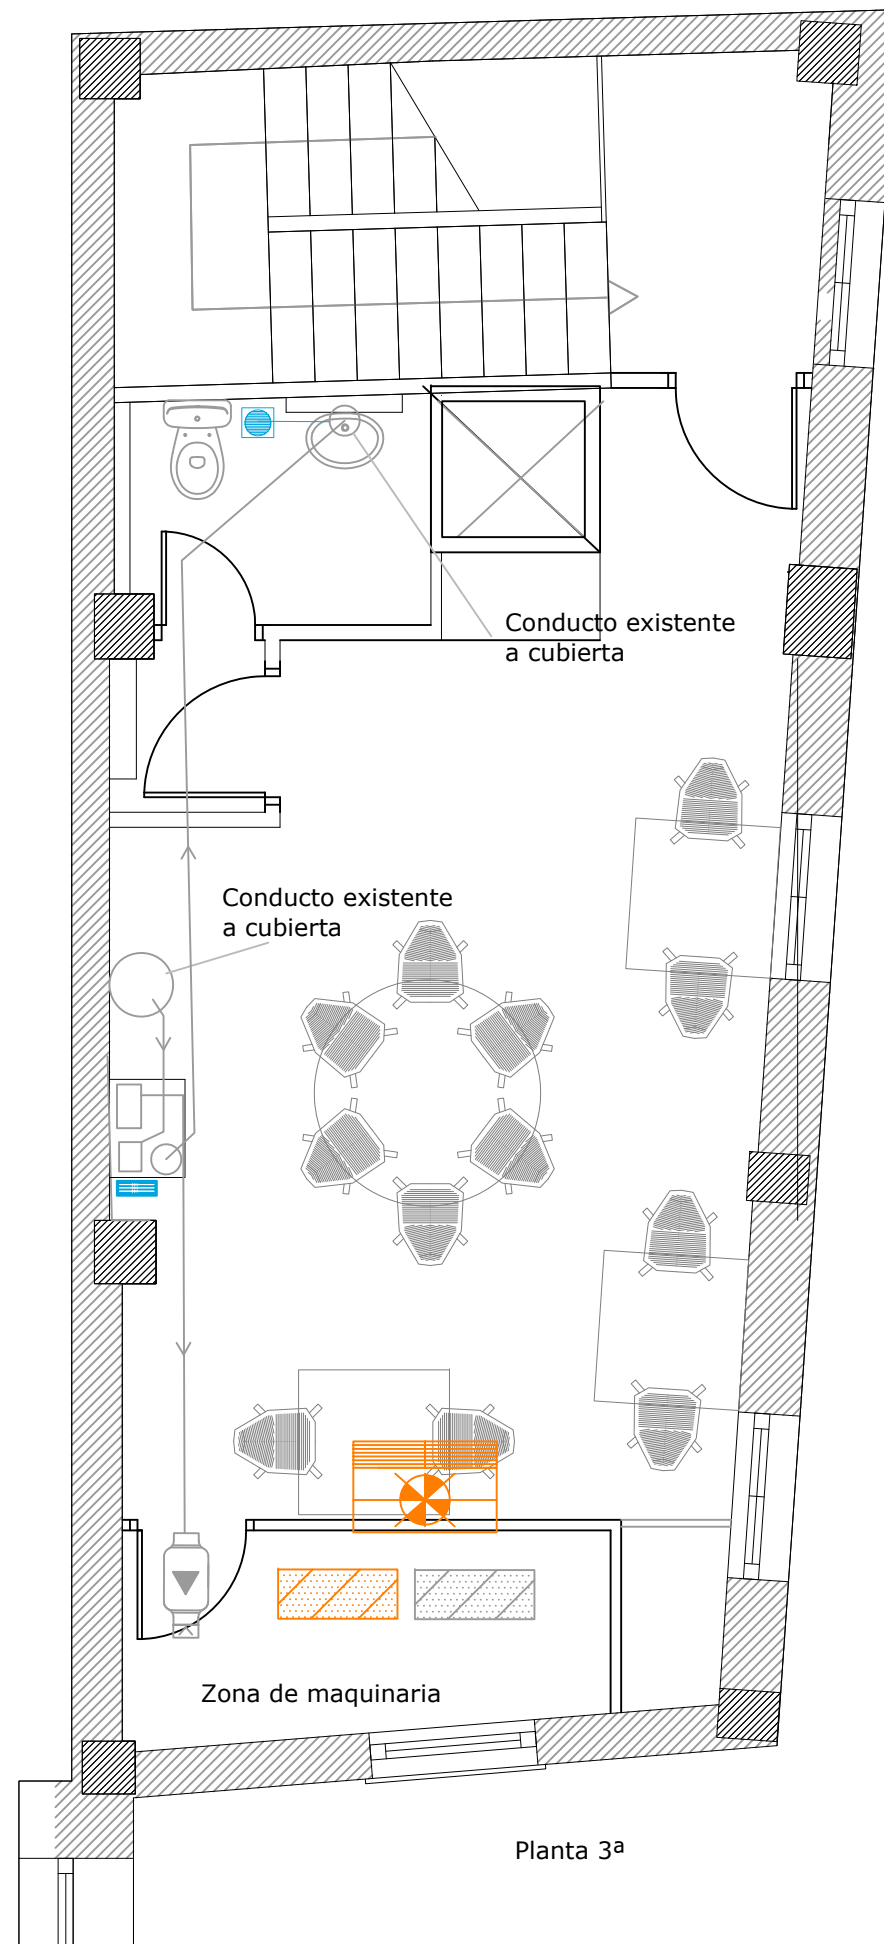 Conducto existente
a cubierta
Conducto existente
a cubierta
Zona de maquinaria
Planta 3ª